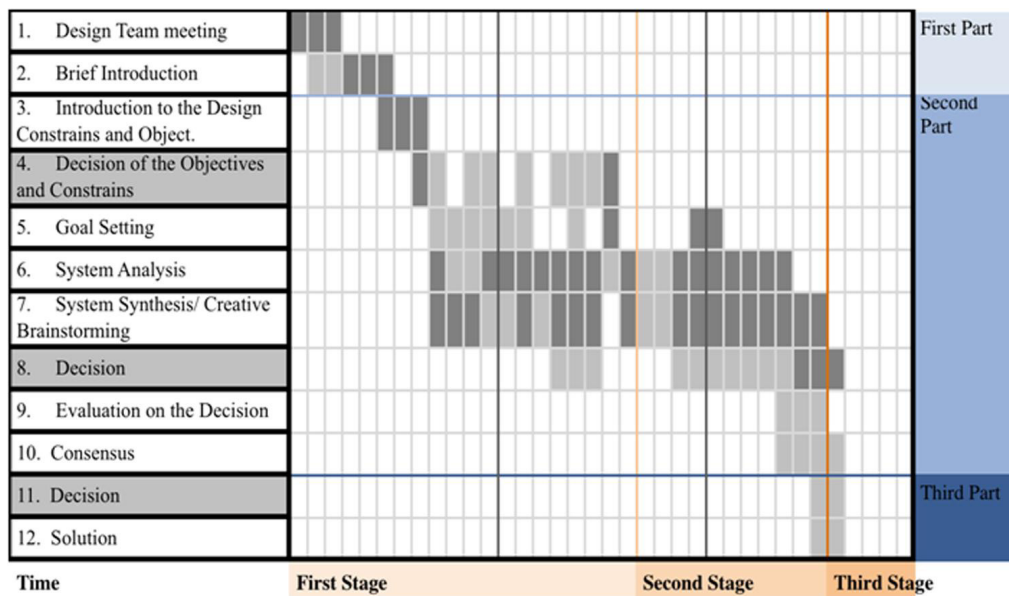 1. Design Team meeting
First Part
2. Brief Introduction
3. Introduction to the Design
Constrains and Object.
Second
Part
4. Decision of the Objectives
and Constrains
5. Goal Setting
6. System Analysis
7. System Synthesis/ Creative
Brainstorming
8. Decision
9. Evaluation on the Decision
10. Consensus
11. Decision
Third Part
12. Solution
Time
First Stage
Second Stage
Third Stage